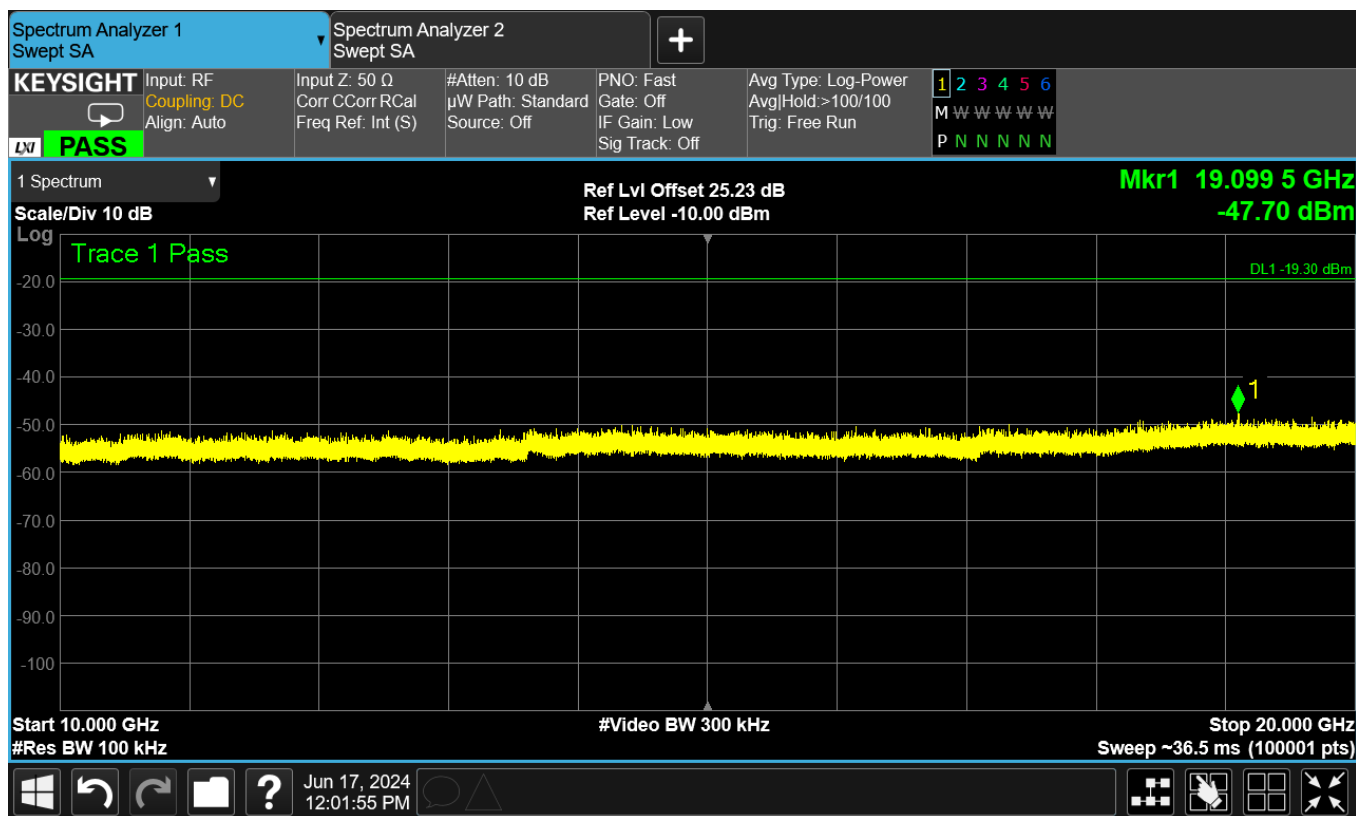 Spectrum Analyzer 1
Swept SA
Spectrum Analyzer 2
Swept SA
KEYSIGHT
LXI PASS
Input: RF
Coupling: DC
Align: Auto
Input Z: 50 Ω
Corr CCorr RCal
Freq Ref: Int (S)
#Atten: 10 dB
µW Path: Standard
Source: Off
PNO: Fast
Gate: Off
IF Gain: Low
Sig Track: Off
Avg Type: Log-Power
Avg|Hold:>100/100
Trig: Free Run
1 2 3 4 5 6
M W W W W W
P N N N N N
1 Spectrum
Scale/Div 10 dB
Ref Lvl Offset 25.23 dB
Ref Level -10.00 dBm
Mkr1 19.099 5 GHz
-47.70 dBm
Log
Trace 1 Pass
DL1 -19.30 dBm
-20.0
-30.0
-40.0
1
-50.0
-60.0
-70.0
-80.0
-90.0
-100
Start 10.000 GHz
#Res BW 100 kHz
#Video BW 300 kHz
Stop 20.000 GHz
Sweep ~36.5 ms (100001 pts)
?
Jun 17, 2024
12:01:55 PM